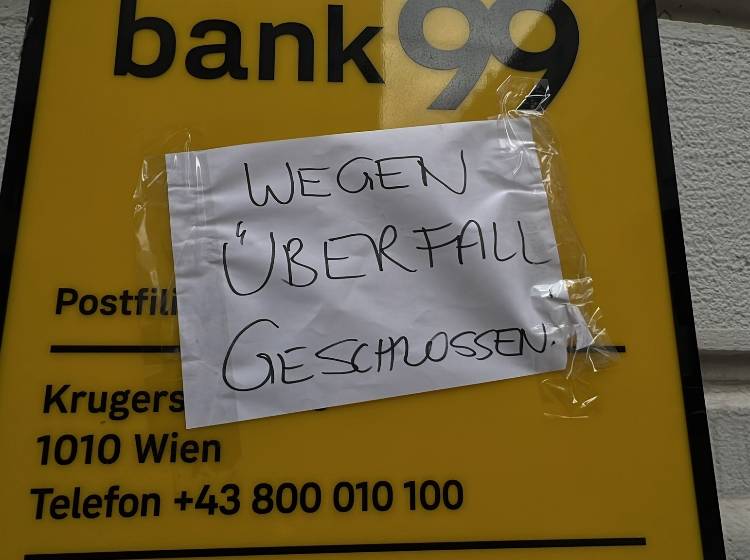 bank99
WEGEN
ÜBERFALL
GESCHLOSSEN.
Postfili
Krugers
1010 Wien
Telefon +43 800 010 100